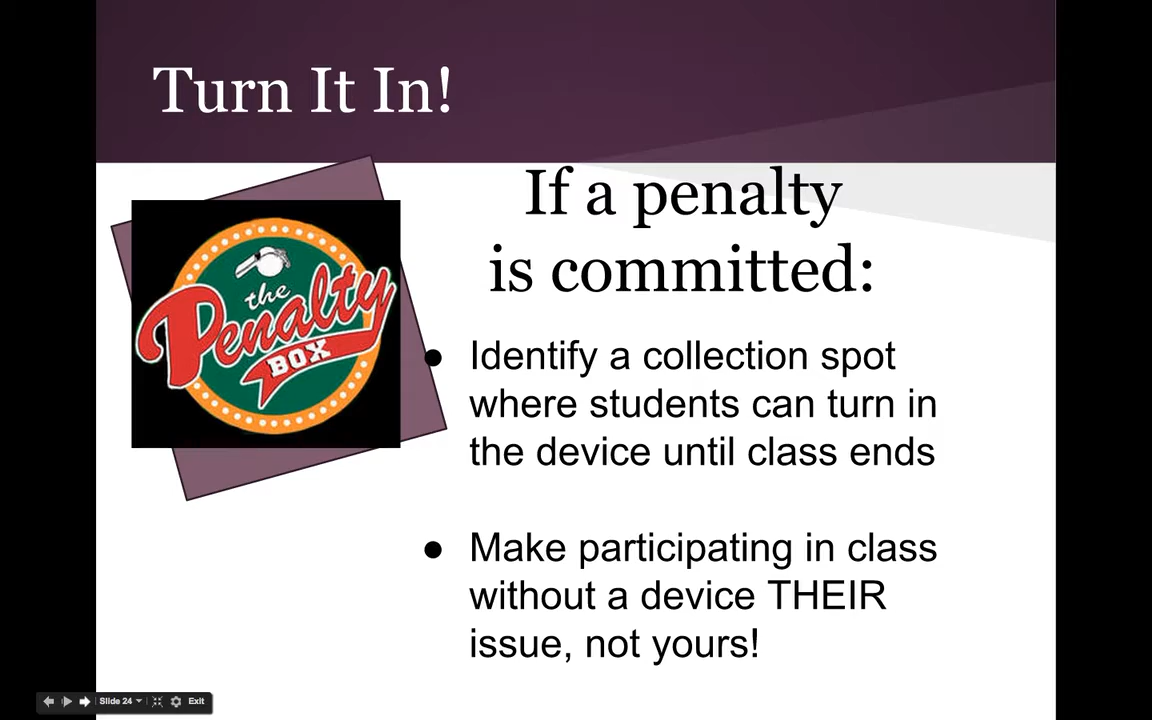 Turn It In!
the
Penalty
BOX
If a penalty
is committed:
● Identify a collection spot
where students can turn in
the device until class ends
● Make participating in class
without a device THEIR
issue, not yours!
Slide 24
Exit